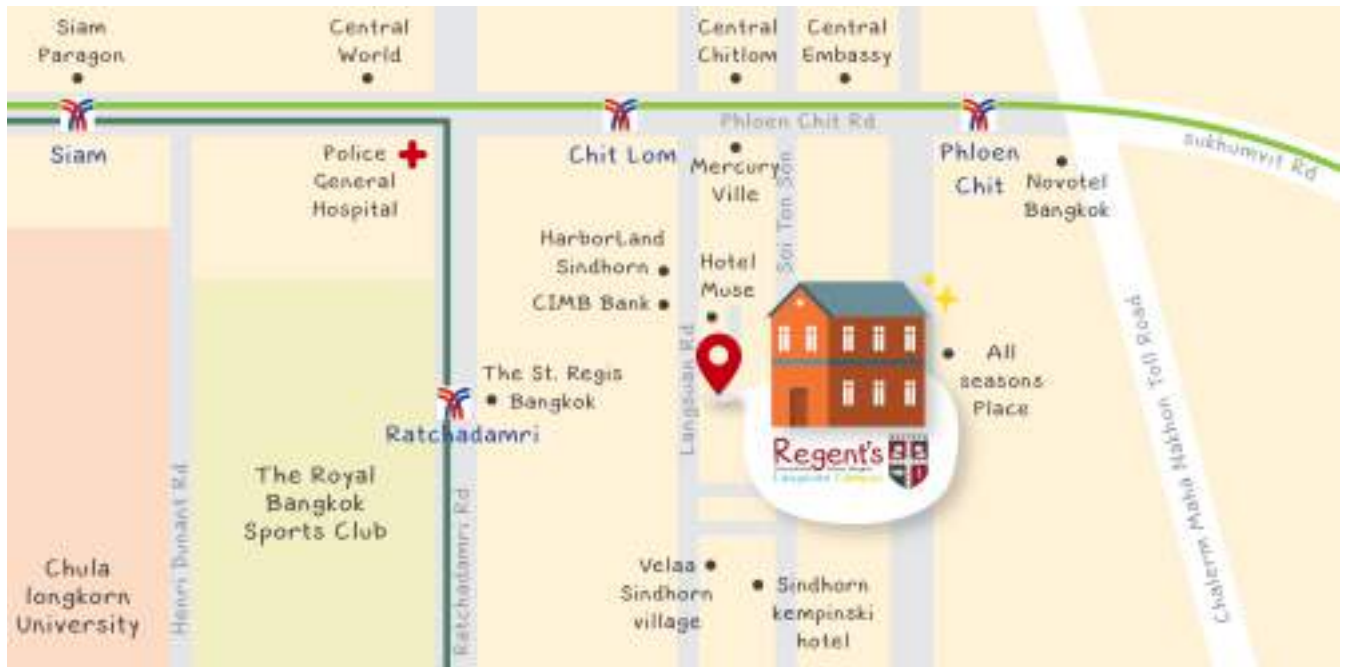 Siam
Paragon
Central
World
Central
Chitlom
Central
Embassy
Phloen Chit Rd
Sukhumvit Rd
Siam
Police
General
Hospital
Chit Lom
Mercury
Ville
Soi Ton Son
Phloen
Chit
Novotel
Bangkok
HarborLand
Sindhorn
CIMB Bank
Hotel
Muse
Langsuan Rd
All
seasons
Place
The St. Regis
Bangkok
Ratchadamri
Regent's
Chalerm Maha Nakhon Toll Road
The Royal
Bangkok
Sports Club
Henri Dunant Rd
Ratchadamri Rd
Chula
longkorn
University
Velaa
Sindhorn
village
Sindhorn
kempinski
hotel